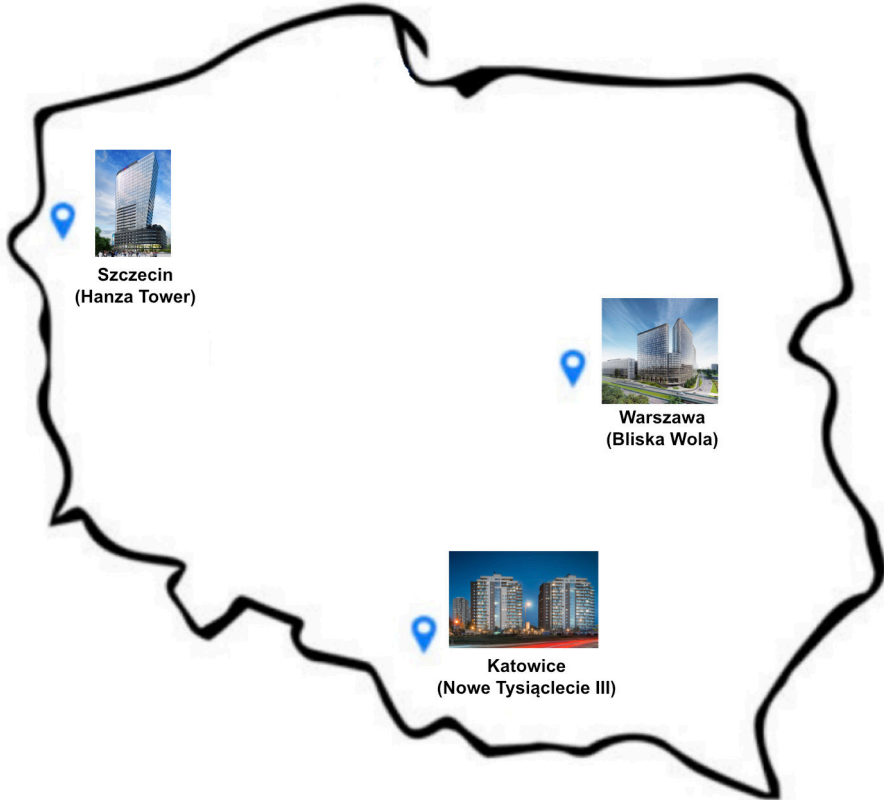 Szczecin
(Hanza Tower)
Warszawa
(Bliska Wola)
Katowice
(Nowe Tysiąclecie III)